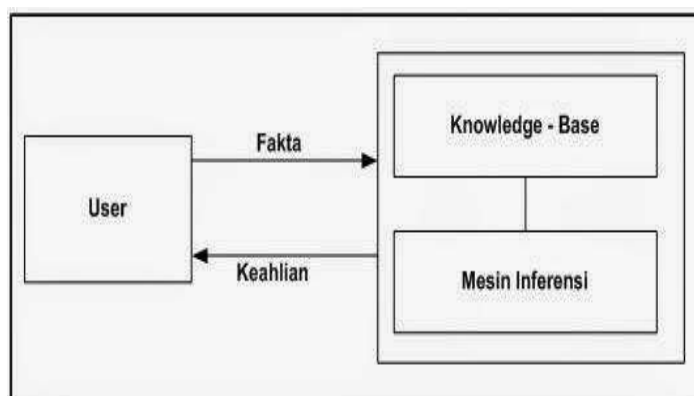 Knowledge - Base
Fakta
User
Keahlian
Mesin Inferensi